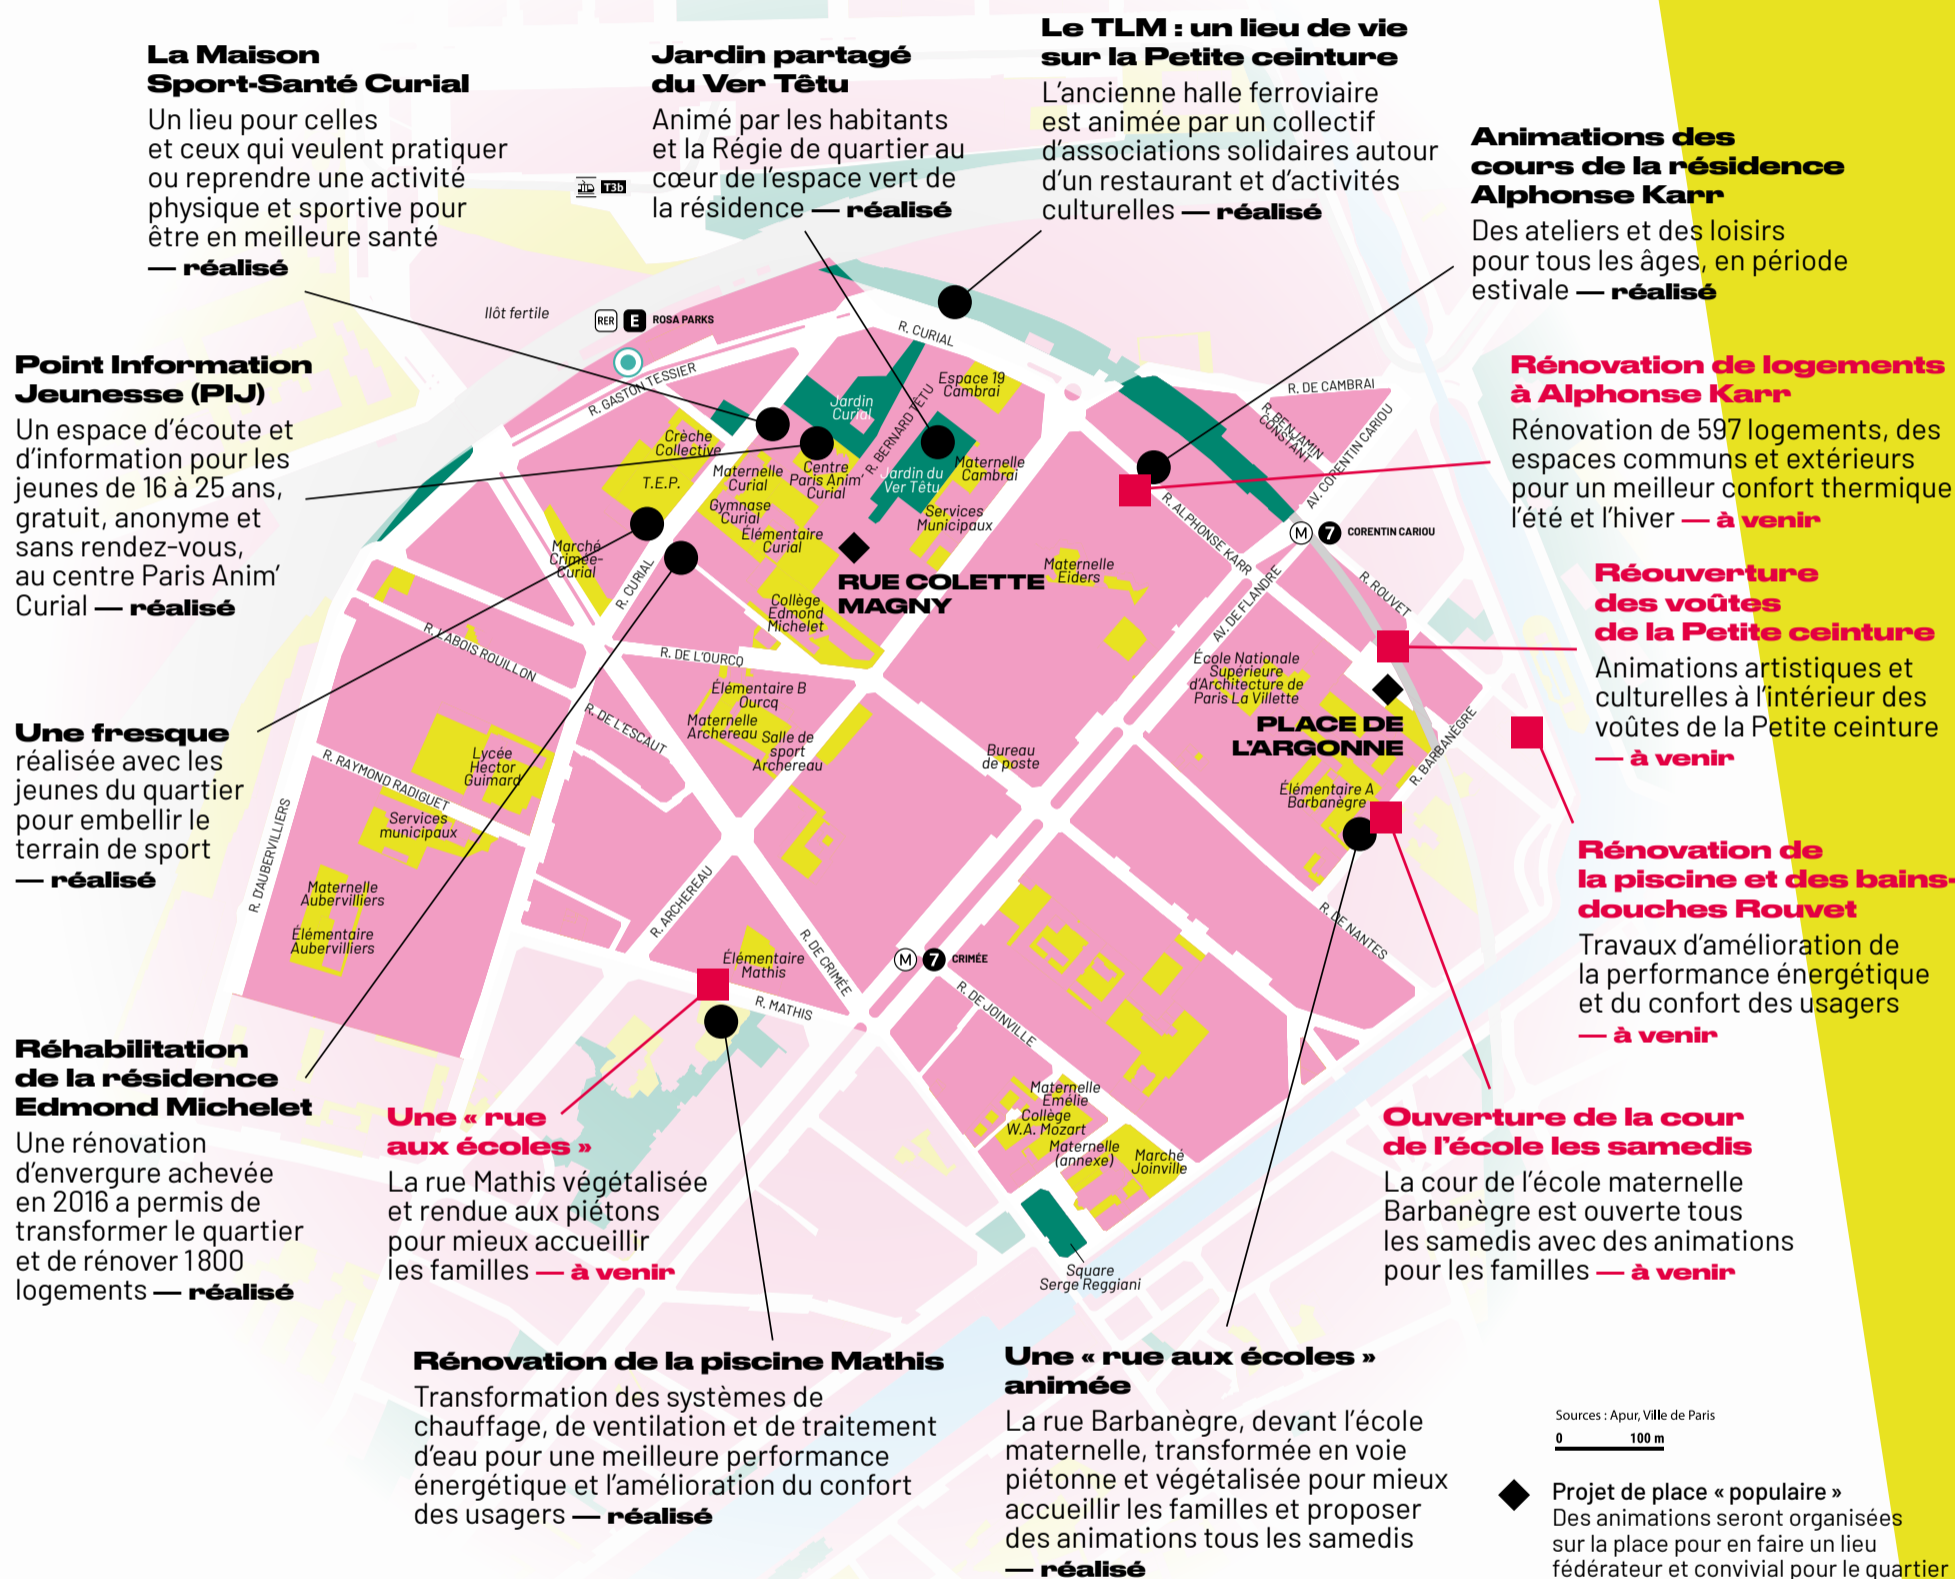 La Maison
Sport-Santé Curial
Un lieu pour celles
et ceux qui veulent pratiquer
ou reprendre une activité
physique et sportive pour
être en meilleure santé
— réalisé
Jardin partagé
du Ver Têtu
Animé par les habitants
et la Régie de quartier au
cœur de l'espace vert de
la résidence — réalisé
Le TLM : un lieu de vie
sur la Petite ceinture
L'ancienne halle ferroviaire
est animée par un collectif
d'associations solidaires autour
d'un restaurant et d'activités
culturelles — réalisé
Animations des
cours de la résidence
Alphonse Karr
Des ateliers et des loisirs
pour tous les âges, en période
estivale — réalisé
Point Information
Jeunesse (PIJ)
Un espace d'écoute et
d'information pour les
jeunes de 16 à 25 ans,
gratuit, anonyme et
sans rendez-vous,
au centre Paris Anim'
Curial — réalisé
Rénovation de logements
à Alphonse Karr
Rénovation de 597 logements, des
espaces communs et extérieurs
pour un meilleur confort thermique
l'été et l'hiver — à venir
Réouverture
des voûtes
de la Petite ceinture
Animations artistiques et
culturelles à l'intérieur des
voûtes de la Petite ceinture
— à venir
Une fresque
réalisée avec les
jeunes du quartier
pour embellir le
terrain de sport
— réalisé
Rénovation de
la piscine et des bains-
douches Rouvet
Travaux d'amélioration de
la performance énergétique
et du confort des usagers
— à venir
Réhabilitation
de la résidence
Edmond Michelet
Une rénovation
d'envergure achevée
en 2016 a permis de
transformer le quartier
et de rénover 1 800
logements — réalisé
Une « rue
aux écoles »
La rue Mathis végétalisée
et rendue aux piétons
pour mieux accueillir
les familles — à venir
Ouverture de la cour
de l'école les samedis
La cour de l'école maternelle
Barbanègre est ouverte tous
les samedis avec des animations
pour les familles — à venir
Rénovation de la piscine Mathis
Transformation des systèmes de
chauffage, de ventilation et de traitement
d'eau pour une meilleure performance
énergétique et l'amélioration du confort
des usagers — réalisé
Une « rue aux écoles »
animée
La rue Barbanègre, devant l'école
maternelle, transformée en voie
piétonne et végétalisée pour mieux
accueillir les familles et proposer
des animations tous les samedis
— réalisé
Sources : Apur, Ville de Paris
0 100 m
Projet de place « populaire »
Des animations seront organisées
sur la place pour en faire un lieu
fédérateur et convivial pour le quartier
T3b
Ilôt fertile
RER E ROSA PARKS
R. GASTON TESSIER
R. CURIAL
Jardin
Curial
R. BERNARD TÊTU
Espace 19
Cambrai
R. DE CAMBRAI
R. BENJAMIN
CONSTANT
AV. CORENTIN CARIOU
Crèche
Collective
T.E.P.
Maternelle
Curial
Centre
Paris Anim'
Curial
Jardin du
Ver Têtu
Maternelle
Cambrai
Gymnase
Curial
Élémentaire
Curial
Services
Municipaux
Marché
Crimée-
Curial
R. CURIAL
RUE COLETTE
MAGNY
Maternelle
Eiders
R. ALPHONSE KARR
M 7 CORENTIN CARIOU
R. ROUVET
AV. DE FLANDRE
Collège
Edmond
Michelet
R. LABOIS ROUILLON
R. DE L'OURCQ
École Nationale
Supérieure
d'Architecture de
Paris La Villette
PLACE DE
L'ARGONNE
R. BARBANÈGRE
Élémentaire B
Ourcq
Maternelle
Archereau
Salle de
sport
Archereau
R. DE L'ESCAUT
Bureau
de poste
Lycée
Hector
Guimard
R. RAYMOND RADIGUET
Services
municipaux
R. D'AUBERVILLIERS
Élémentaire A
Barbanègre
Maternelle
Aubervilliers
Élémentaire
Aubervilliers
R. ARCHEREAU
R. DE CRIMÉE
R. DE NANTES
Élémentaire
Mathis
R. MATHIS
M 7 CRIMÉE
R. DE JOINVILLE
Maternelle
Emélie
Collège
W.A. Mozart
Maternelle
(annexe)
Marché
Joinville
Square
Serge Reggiani